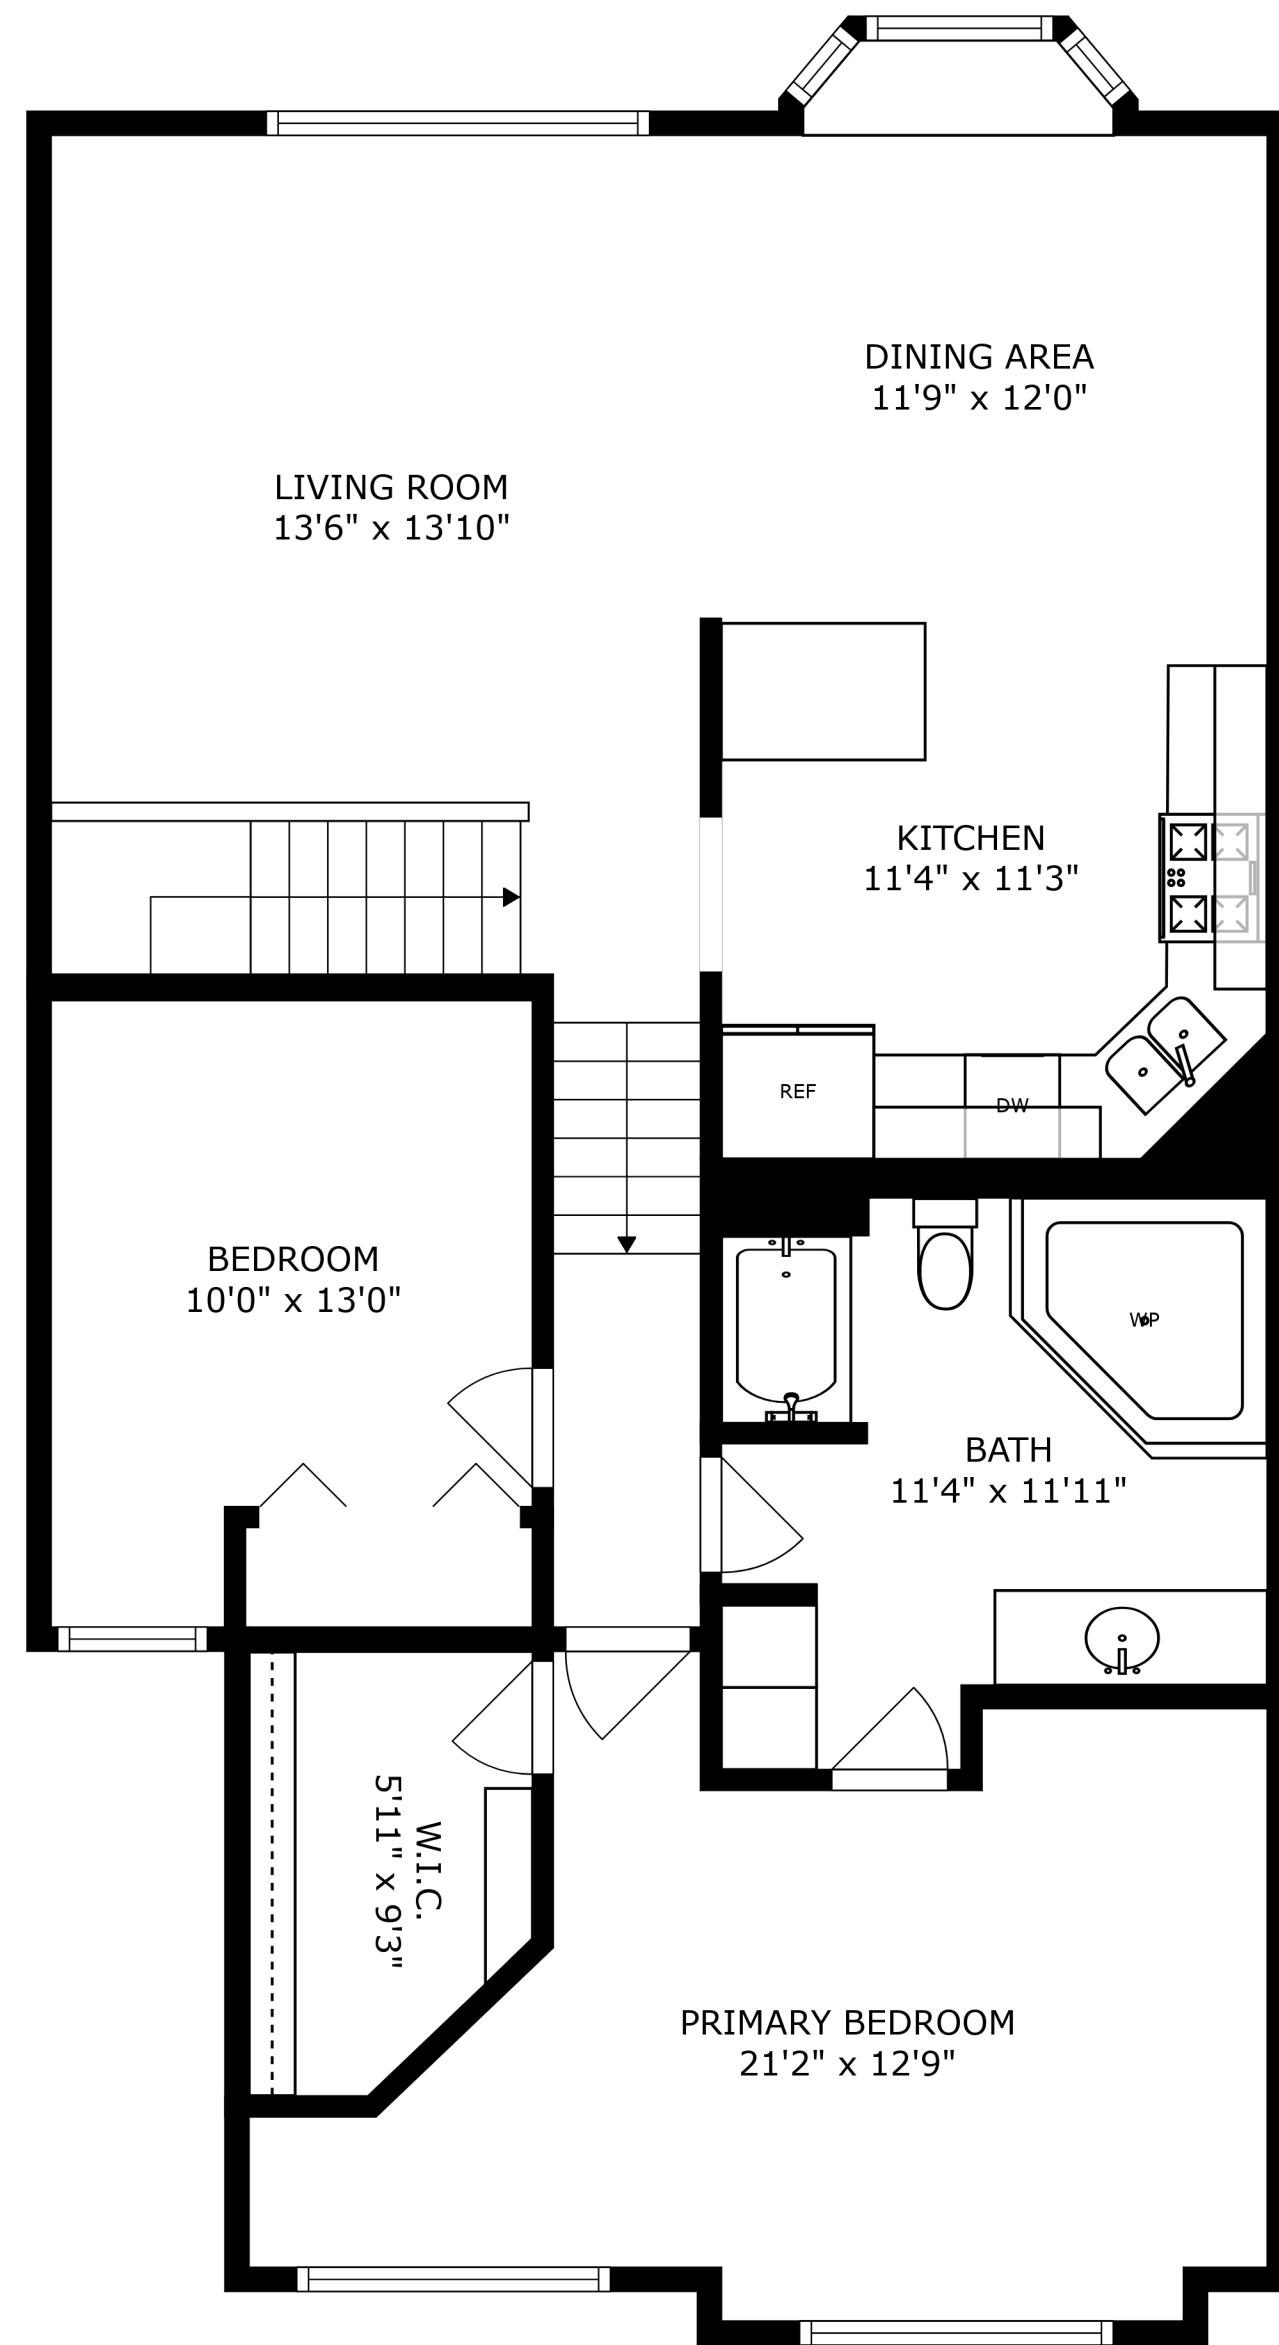 DINING AREA
11'9" x 12'0"
LIVING ROOM
13'6" x 13'10"
KITCHEN
11'4" x 11'3"
REF
DW
BEDROOM
10'0" x 13'0"
WP
BATH
11'4" x 11'11"
W.I.C.
5'11" x 9'3"
PRIMARY BEDROOM
21'2" x 12'9"